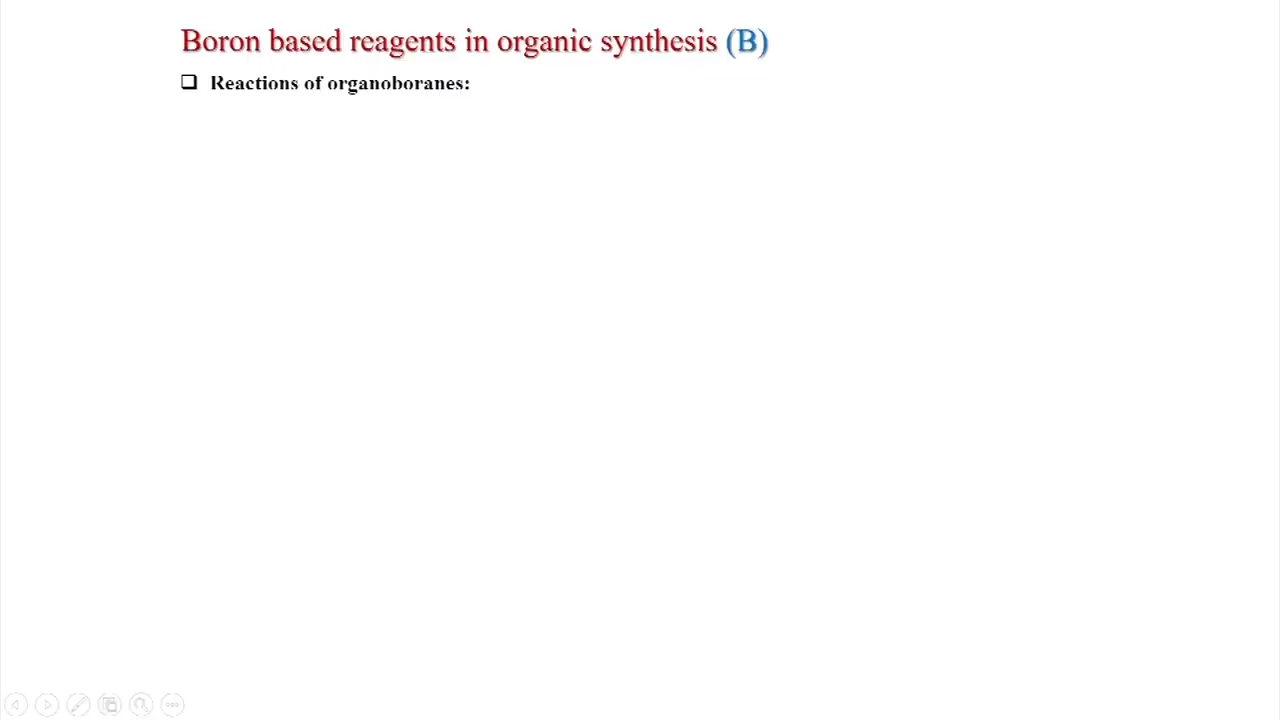 Boron based reagents in organic synthesis (B)
❑ Reactions of organoboranes: